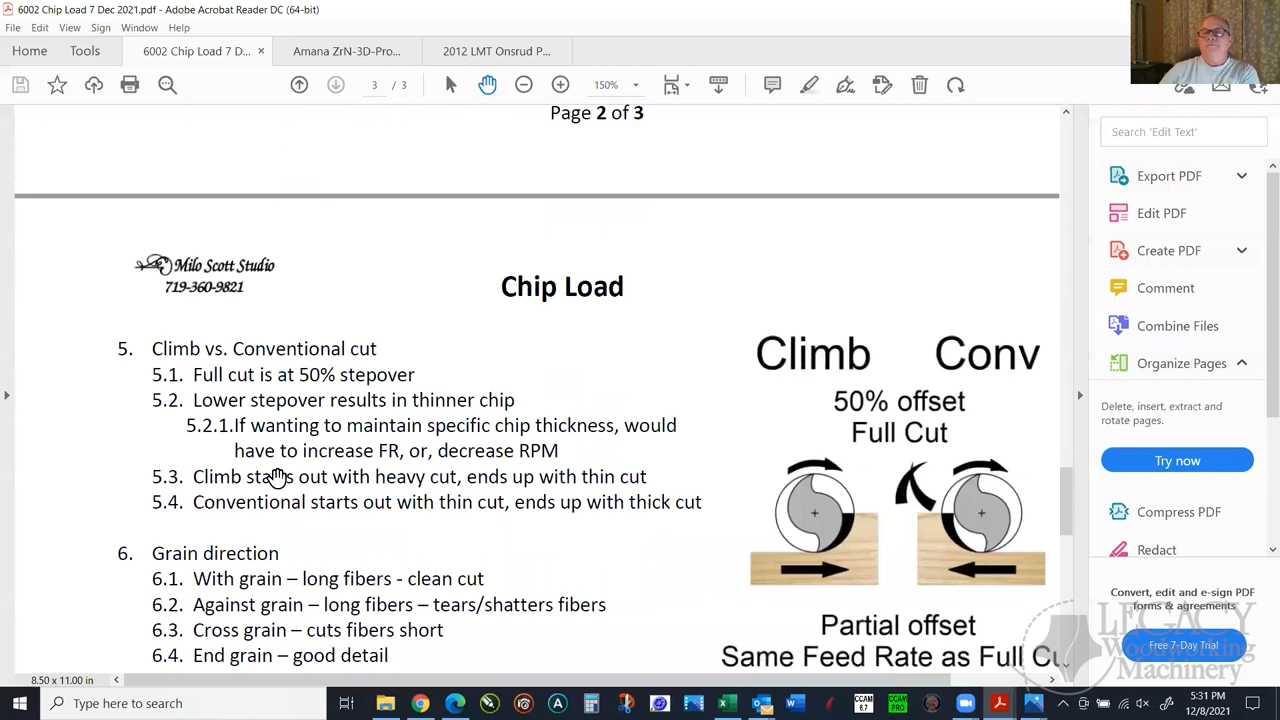 6002 Chip Load 7 Dec 2021.pdf - Adobe Acrobat Reader DC (64-bit)
File Edit View Sign Window Help
Home Tools 6002 Chip Load 7 D... × Amana ZrN-3D-Pro... 2012 LMT Onsrud P...
3 / 3 150%
Page 2 of 3
Search 'Edit Text'
Export PDF
Edit PDF
Create PDF
Comment
Combine Files
Organize Pages
Delete, insert, extract and
rotate pages.
Try now
Compress PDF
Redact
Convert, edit and e-sign PDF
forms & agreements
Free 7-Day Trial
Milo Scott Studio
719-360-9821
Chip Load
5. Climb vs. Conventional cut
5.1. Full cut is at 50% stepover
5.2. Lower stepover results in thinner chip
5.2.1.If wanting to maintain specific chip thickness, would
have to increase FR, or, decrease RPM
5.3. Climb starts out with heavy cut, ends up with thin cut
5.4. Conventional starts out with thin cut, ends up with thick cut
6. Grain direction
6.1. With grain – long fibers - clean cut
6.2. Against grain – long fibers – tears/shatters fibers
6.3. Cross grain – cuts fibers short
6.4. End grain – good detail
Climb Conv
50% offset
Full Cut
Partial offset
Same Feed Rate as Full Cu
LEGACY
Woodworking
Machinery
8.50 x 11.00 in
Type here to search
CCAM
6.7
CCAM
PRO
5:31 PM
12/8/2021